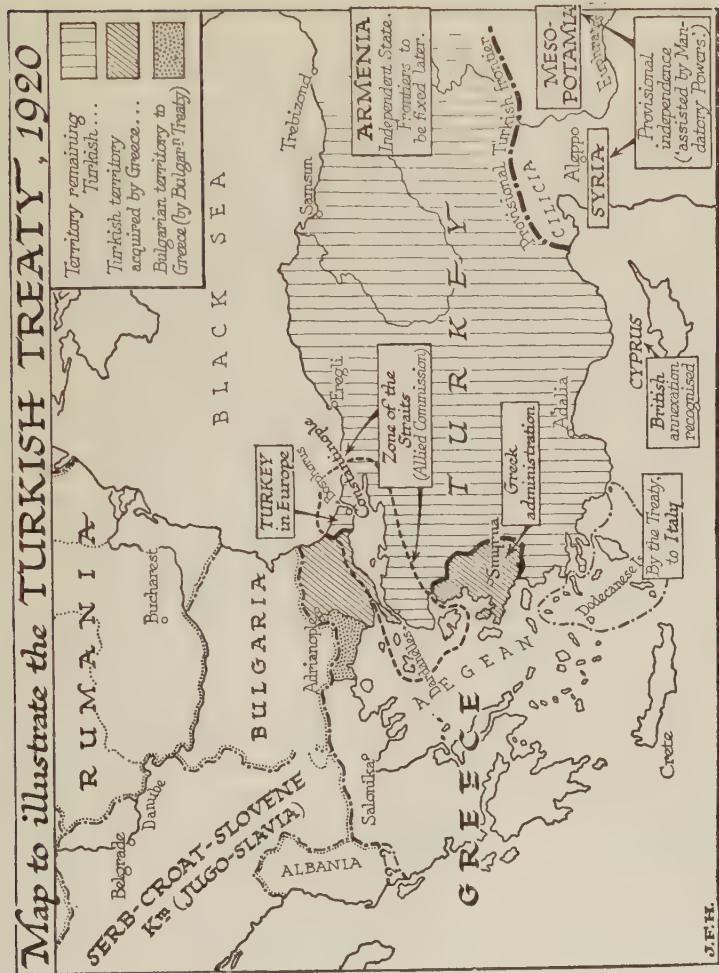 Map to illustrate the TURKISH TREATY, 1920
Territory remaining
Turkish....
Turkish territory
acquired by Greece....
Bulgarian territory to
Greece (by Bulgarn Treaty)
RUMANIA
Bucharest
Belgrade
Danube
SERB-CROAT-SLOVENE
Km (JUGO-SLAVIA)
BULGARIA
BLACK SEA
Adrianople
ALBANIA
Salonika
GREECE
AEGEAN
Dardanelles
TURKEY
in Europe
Bosphorus
Constantinople
Eregli
Samsun
Trebizond
Zone of the
Straits
(Allied Commission)
TURKEY
ARMENIA
Independent State.
Frontiers to
be fixed later.
Provisional Turkish frontier
CILICIA
MESO-
POTAMIA
Euphrates
Aleppo
SYRIA
Provisional
independence
('assisted by Man-
datory Powers.')
Smyrna
Greek
administration
Adalia
CYPRUS
British
annexation
recognised
Dodecanese
By the Treaty,
to Italy
Crete
J.F.H.